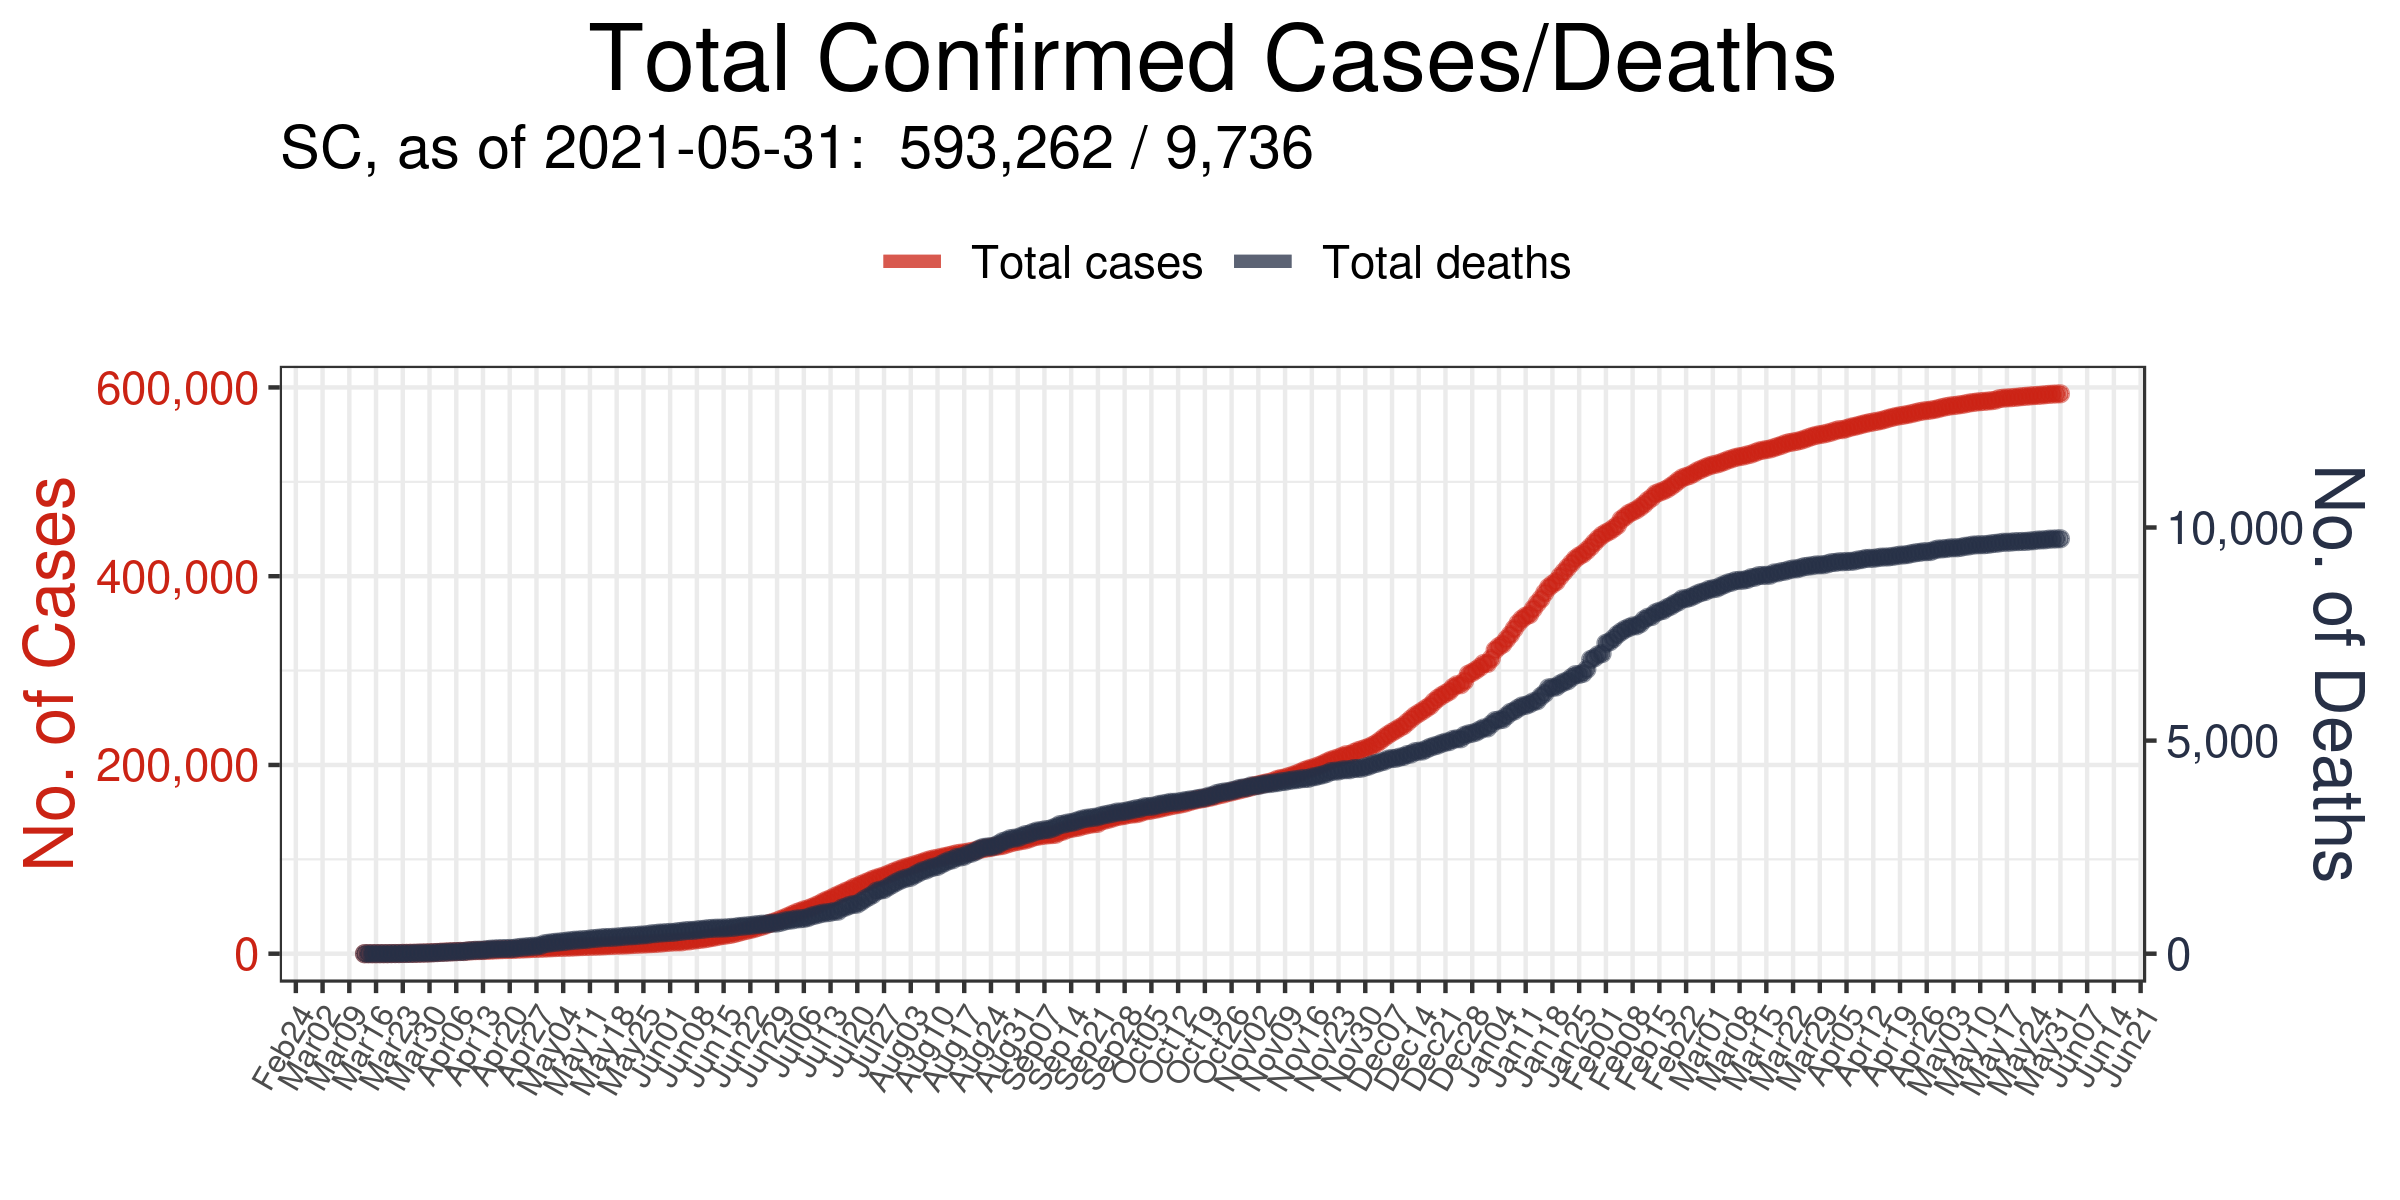 Total Confirmed Cases/Deaths
SC, as of 2021-05-31:  593,262 / 9,736
Total cases
Total deaths
No. of Cases
600,000
400,000
200,000
0
10,000
5,000
0
No. of Deaths
Feb24
Mar02
Mar09
Mar16
Mar23
Mar30
Apr06
Apr13
Apr20
Apr27
May04
May11
May18
May25
Jun01
Jun08
Jun15
Jun22
Jun29
Jul06
Jul13
Jul20
Jul27
Aug03
Aug10
Aug17
Aug24
Aug31
Sep07
Sep14
Sep21
Sep28
Oct05
Oct12
Oct19
Oct26
Nov02
Nov09
Nov16
Nov23
Nov30
Dec07
Dec14
Dec21
Dec28
Jan04
Jan11
Jan18
Jan25
Feb01
Feb08
Feb15
Feb22
Mar01
Mar08
Mar15
Mar22
Mar29
Apr05
Apr12
Apr19
Apr26
May03
May10
May17
May24
May31
Jun07
Jun14
Jun21